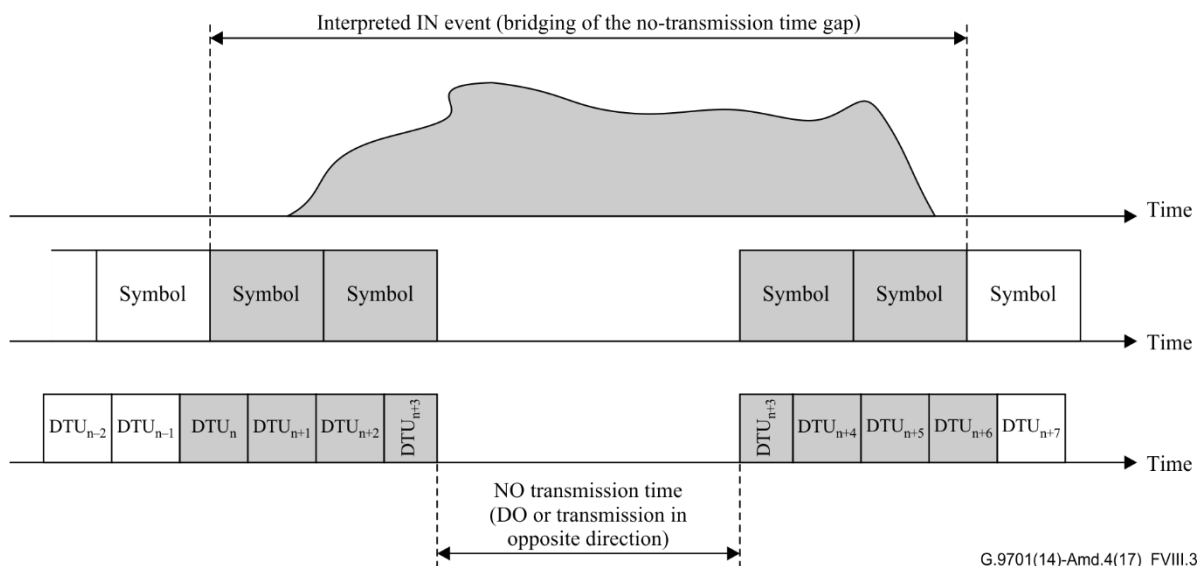 Interpreted IN event (bridging of the no-transmission time gap)
Time
Symbol Symbol Symbol Symbol Symbol Symbol
Time
DTUn–2 DTUn–1 DTUn DTUn+1 DTUn+2 DTUn+3 DTUn+3 DTUn+4 DTUn+5 DTUn+6 DTUn+7
Time
NO transmission time
(DO or transmission in
opposite direction)
G.9701(14)-Amd.4(17)_FVIII.3